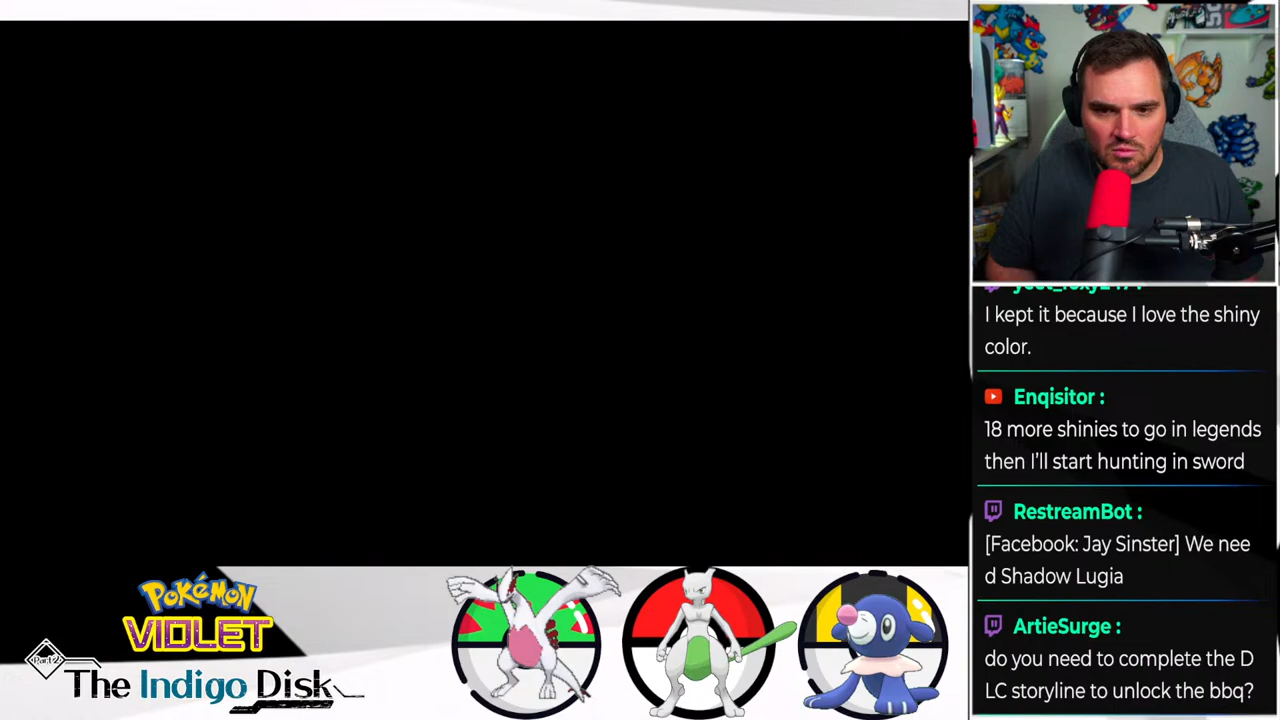 I kept it because I love the shiny
color.
Enqisitor :
18 more shinies to go in legends
then I'll start hunting in sword
RestreamBot :
[Facebook: Jay Sinster] We nee
d Shadow Lugia
ArtieSurge :
do you need to complete the D
LC storyline to unlock the bbq?
POKéMON
VIOLET
Part 2
The Indigo Disk